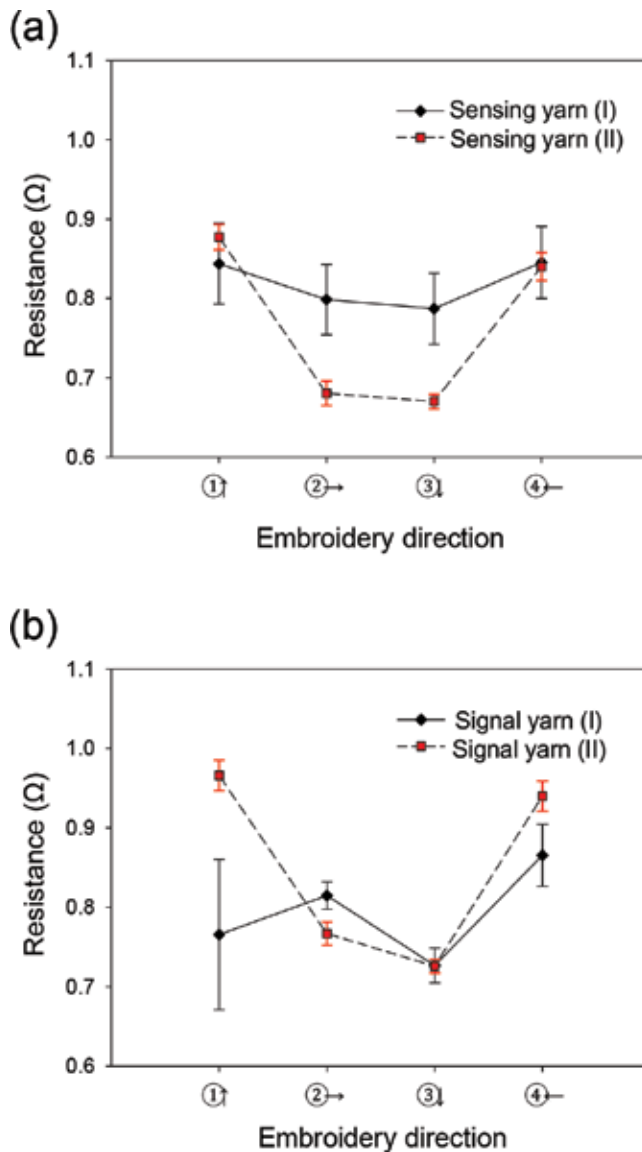 (a)
1.1
1.0
0.9
0.8
0.7
0.6
Resistance (Ω)
Sensing yarn (I)
Sensing yarn (II)
①↑ ②→ ③↓ ④←
Embroidery direction
(b)
1.1
1.0
0.9
0.8
0.7
0.6
Resistance (Ω)
Signal yarn (I)
Signal yarn (II)
①↑ ②→ ③↓ ④←
Embroidery direction